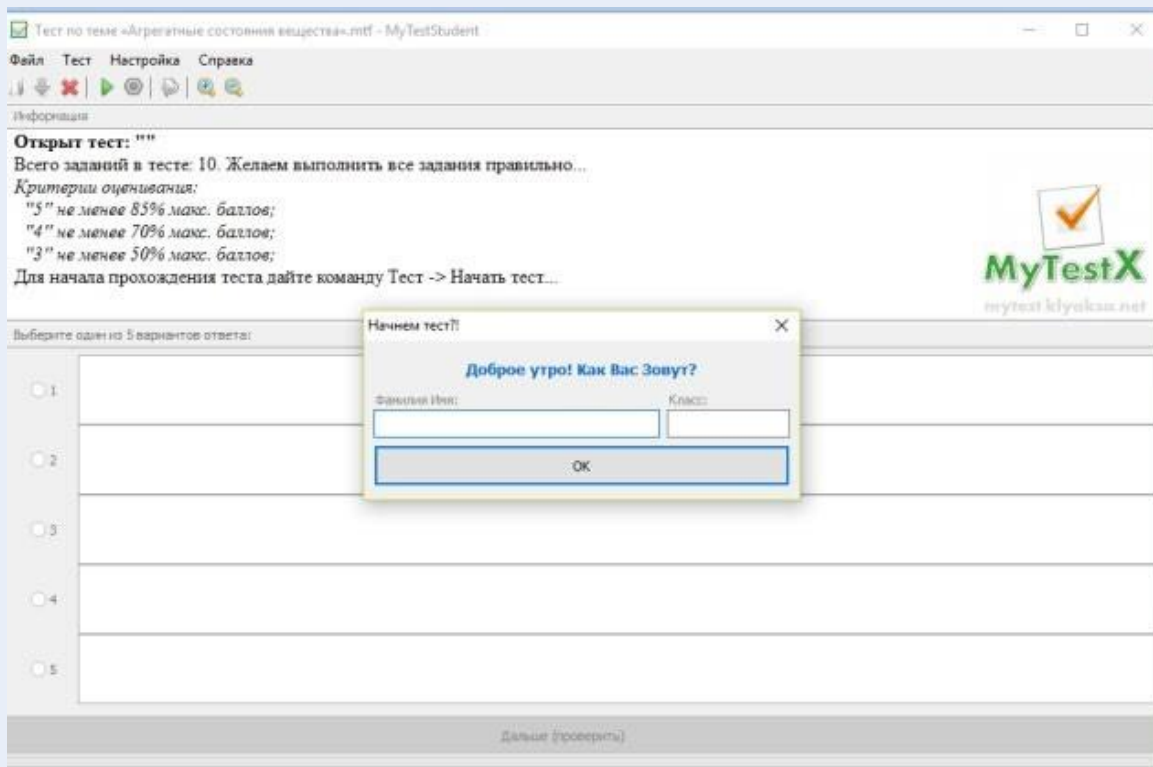 Тест по теме «Агрегатные состояния вещества».mtf - MyTestStudent
Файл Тест Настройка Справка
Информация
Открыт тест: ""
Всего заданий в тесте: 10. Желаем выполнить все задания правильно...
Критерии оценивания:
"5" не менее 85% макс. баллов;
"4" не менее 70% макс. баллов;
"3" не менее 50% макс. баллов;
Для начала прохождения теста дайте команду Тест -> Начать тест...
MyTestX
mytest.klyaksa.net
Выберите один из 5 вариантов ответа:
Начнем тест?!
Доброе утро! Как Вас Зовут?
Фамилия Имя: Класс:
OK
1
2
3
4
5
Дальше (проверить)